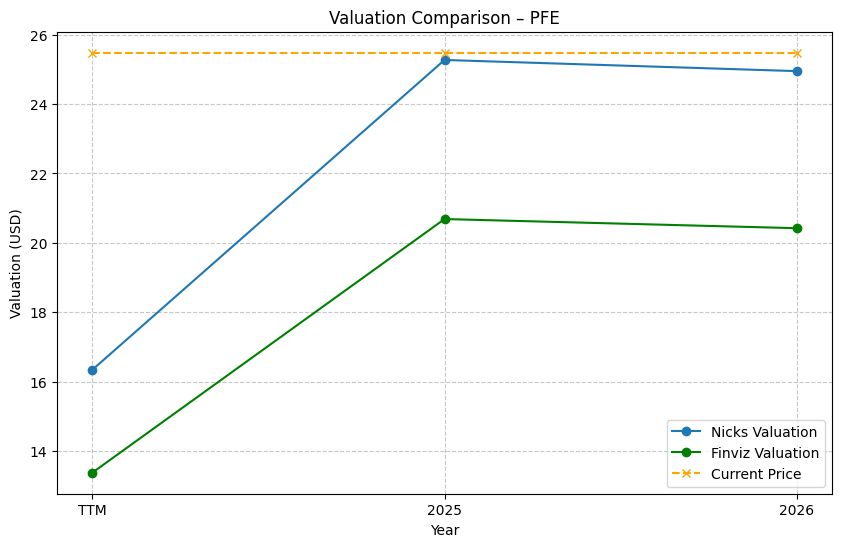 Valuation Comparison – PFE
Valuation (USD)
26
24
22
20
18
16
14
TTM
2025
2026
Year
Nicks Valuation
Finviz Valuation
Current Price